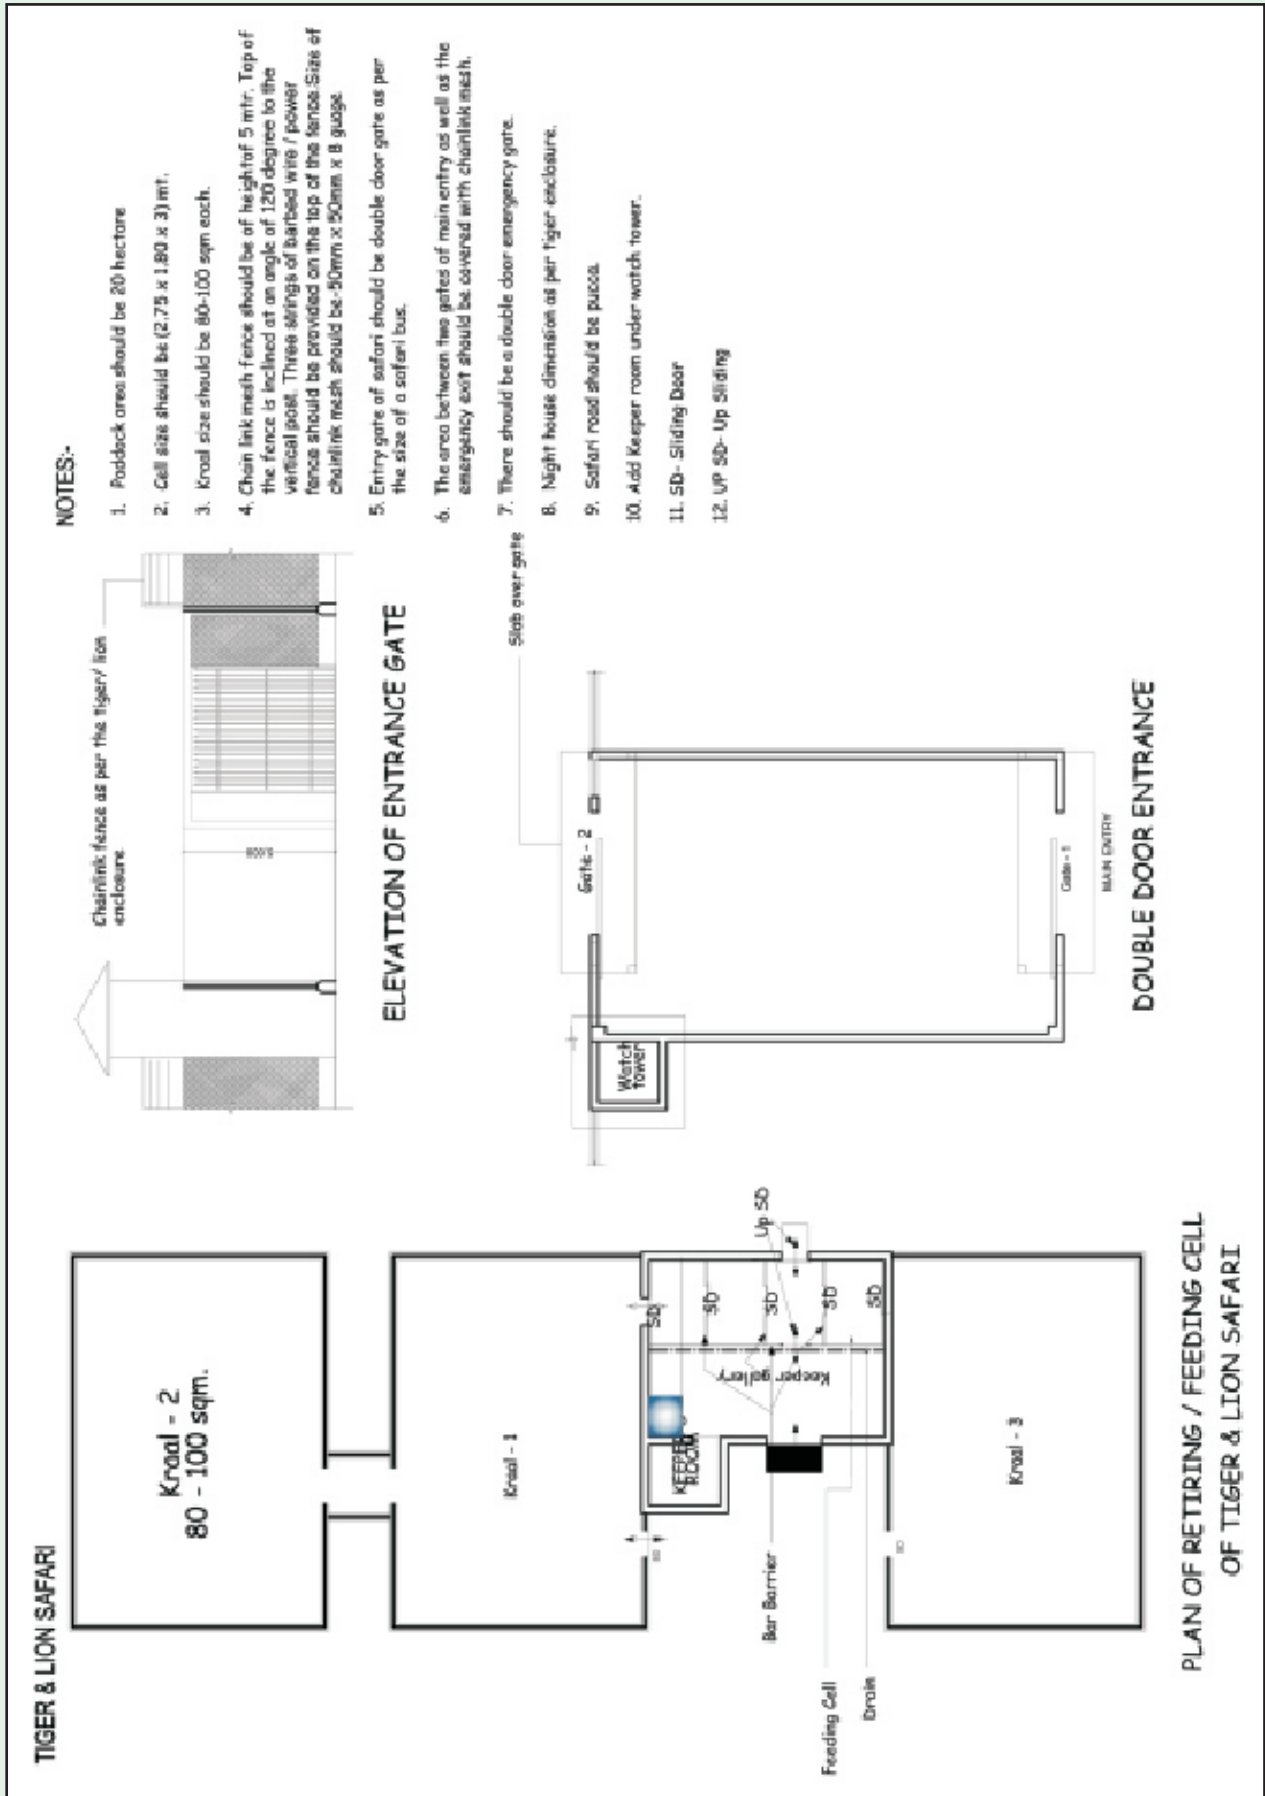 TIGER & LION SAFARI
Kraal - 2
80 - 100 sqm.
Kraal - 1
KEEPER
ROOM
Keeper gallery
SD
SD
SD
SD
SD
Up SD
Bar Barrier
Feeding Cell
Drain
SD
Kraal - 3
PLAN OF RETIRING / FEEDING CELL
OF TIGER & LION SAFARI
Chainlink fence as per the tiger/ lion
enclosure
ELEVATION OF ENTRANCE GATE
Slab over gate
Gate - 2
Watch
tower
Gate - 1
MAIN ENTRY
DOUBLE DOOR ENTRANCE
NOTES:-
1. Paddock area should be 20 hectare
2. Cell size should be (2.75 x 1.80 x 3) mt.
3. Kraal size should be 80-100 sqm each.
4. Chain link mesh fence should be of height of 5 mtr. Top of
the fence is inclined at an angle of 120 degree to the
vertical post. Three strings of barbed wire / power
fence should be provided on the top of the fence. Size of
chainlink mesh should be 50mm x 50mm x 8 guage.
5. Entry gate of safari should be double door gate as per
the size of a safari bus.
6. The area between two gates of main entry as well as the
emergency exit should be covered with chainlink mesh.
7. There should be a double door emergency gate.
8. Night house dimension as per tiger enclosure.
9. Safari road should be pucca.
10. Add Keeper room under watch tower.
11. SD- Sliding Door
12. UP SD- Up Sliding